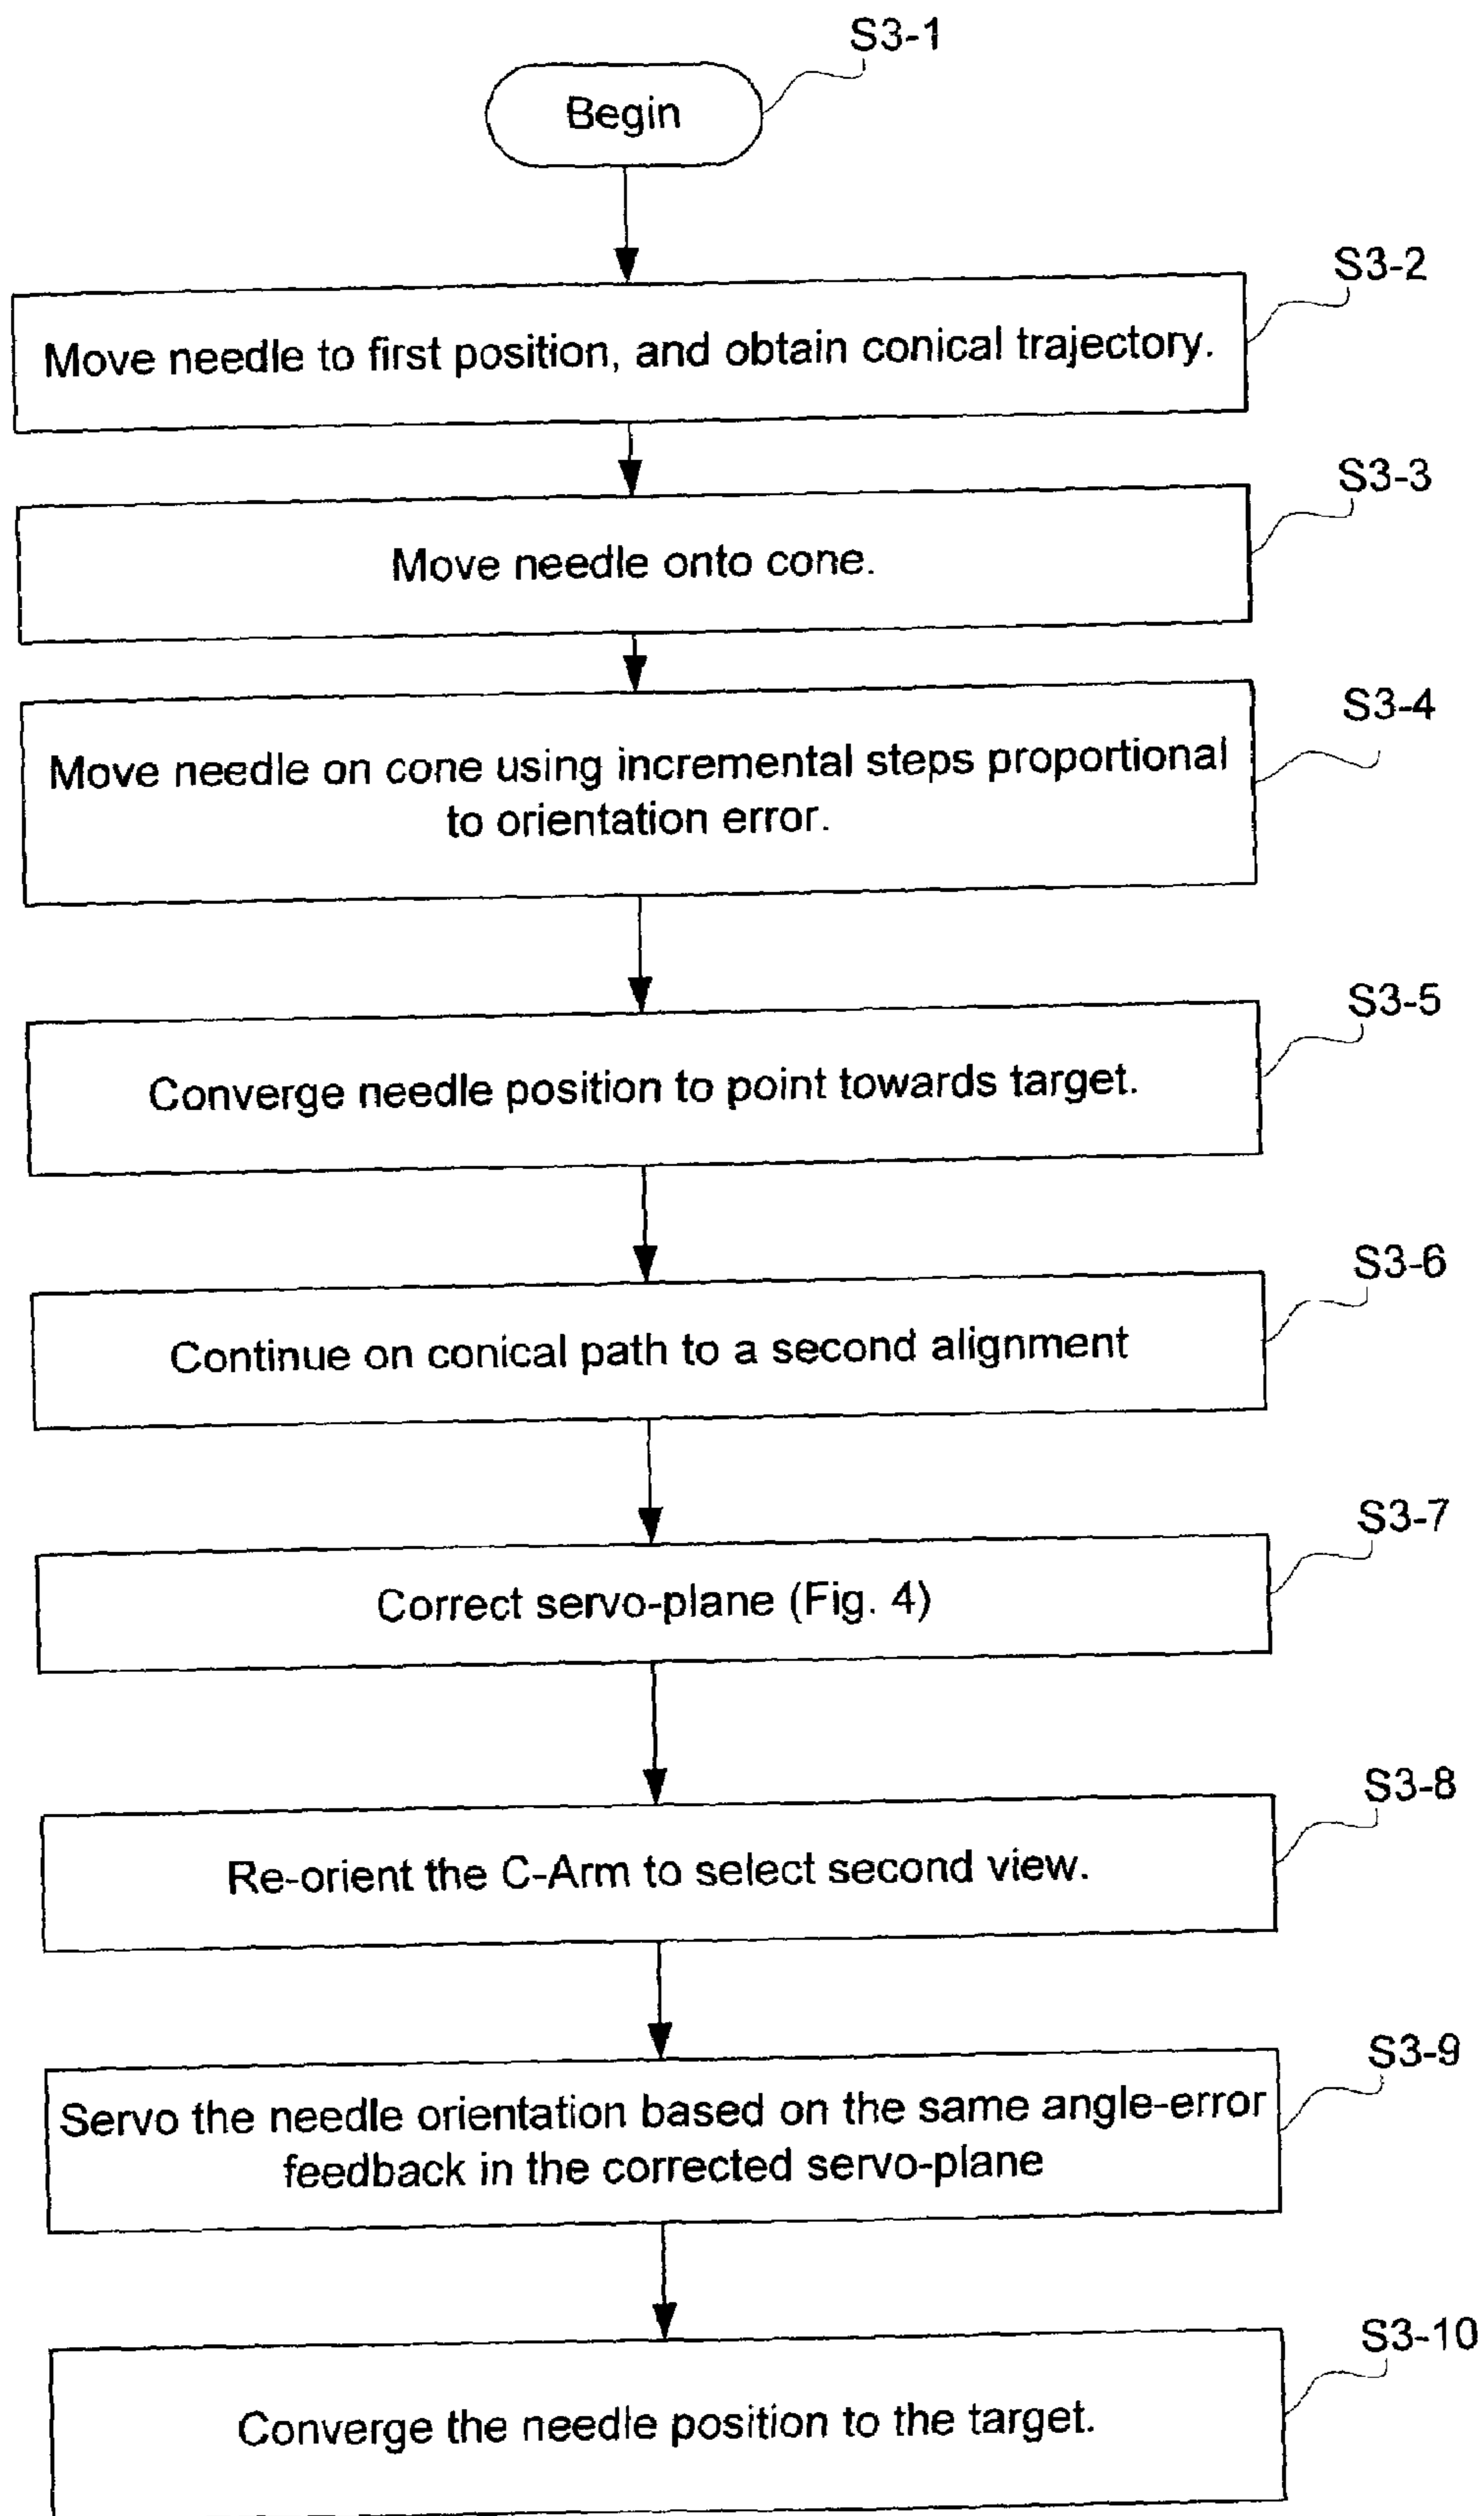 S3-1
Begin
S3-2
Move needle to first position, and obtain conical trajectory.
S3-3
Move needle onto cone.
S3-4
Move needle on cone using incremental steps proportional
to orientation error.
S3-5
Converge needle position to point towards target.
S3-6
Continue on conical path to a second alignment
S3-7
Correct servo-plane (Fig. 4)
S3-8
Re-orient the C-Arm to select second view.
S3-9
Servo the needle orientation based on the same angle-error
feedback in the corrected servo-plane
S3-10
Converge the needle position to the target.